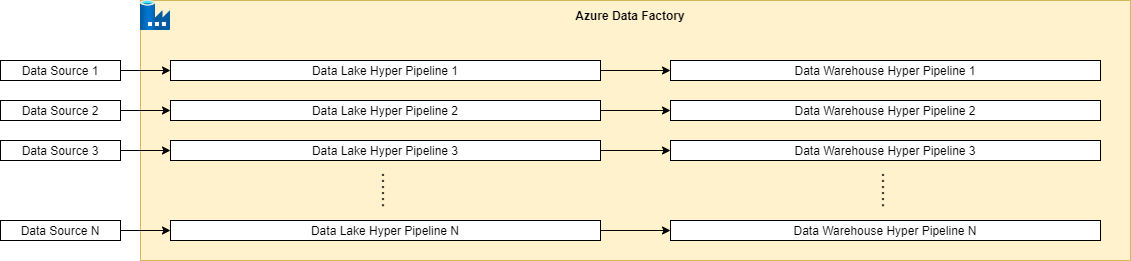 Azure Data Factory
Data Source 1
Data Lake Hyper Pipeline 1
Data Warehouse Hyper Pipeline 1
Data Source 2
Data Lake Hyper Pipeline 2
Data Warehouse Hyper Pipeline 2
Data Source 3
Data Lake Hyper Pipeline 3
Data Warehouse Hyper Pipeline 3
Data Source N
Data Lake Hyper Pipeline N
Data Warehouse Hyper Pipeline N